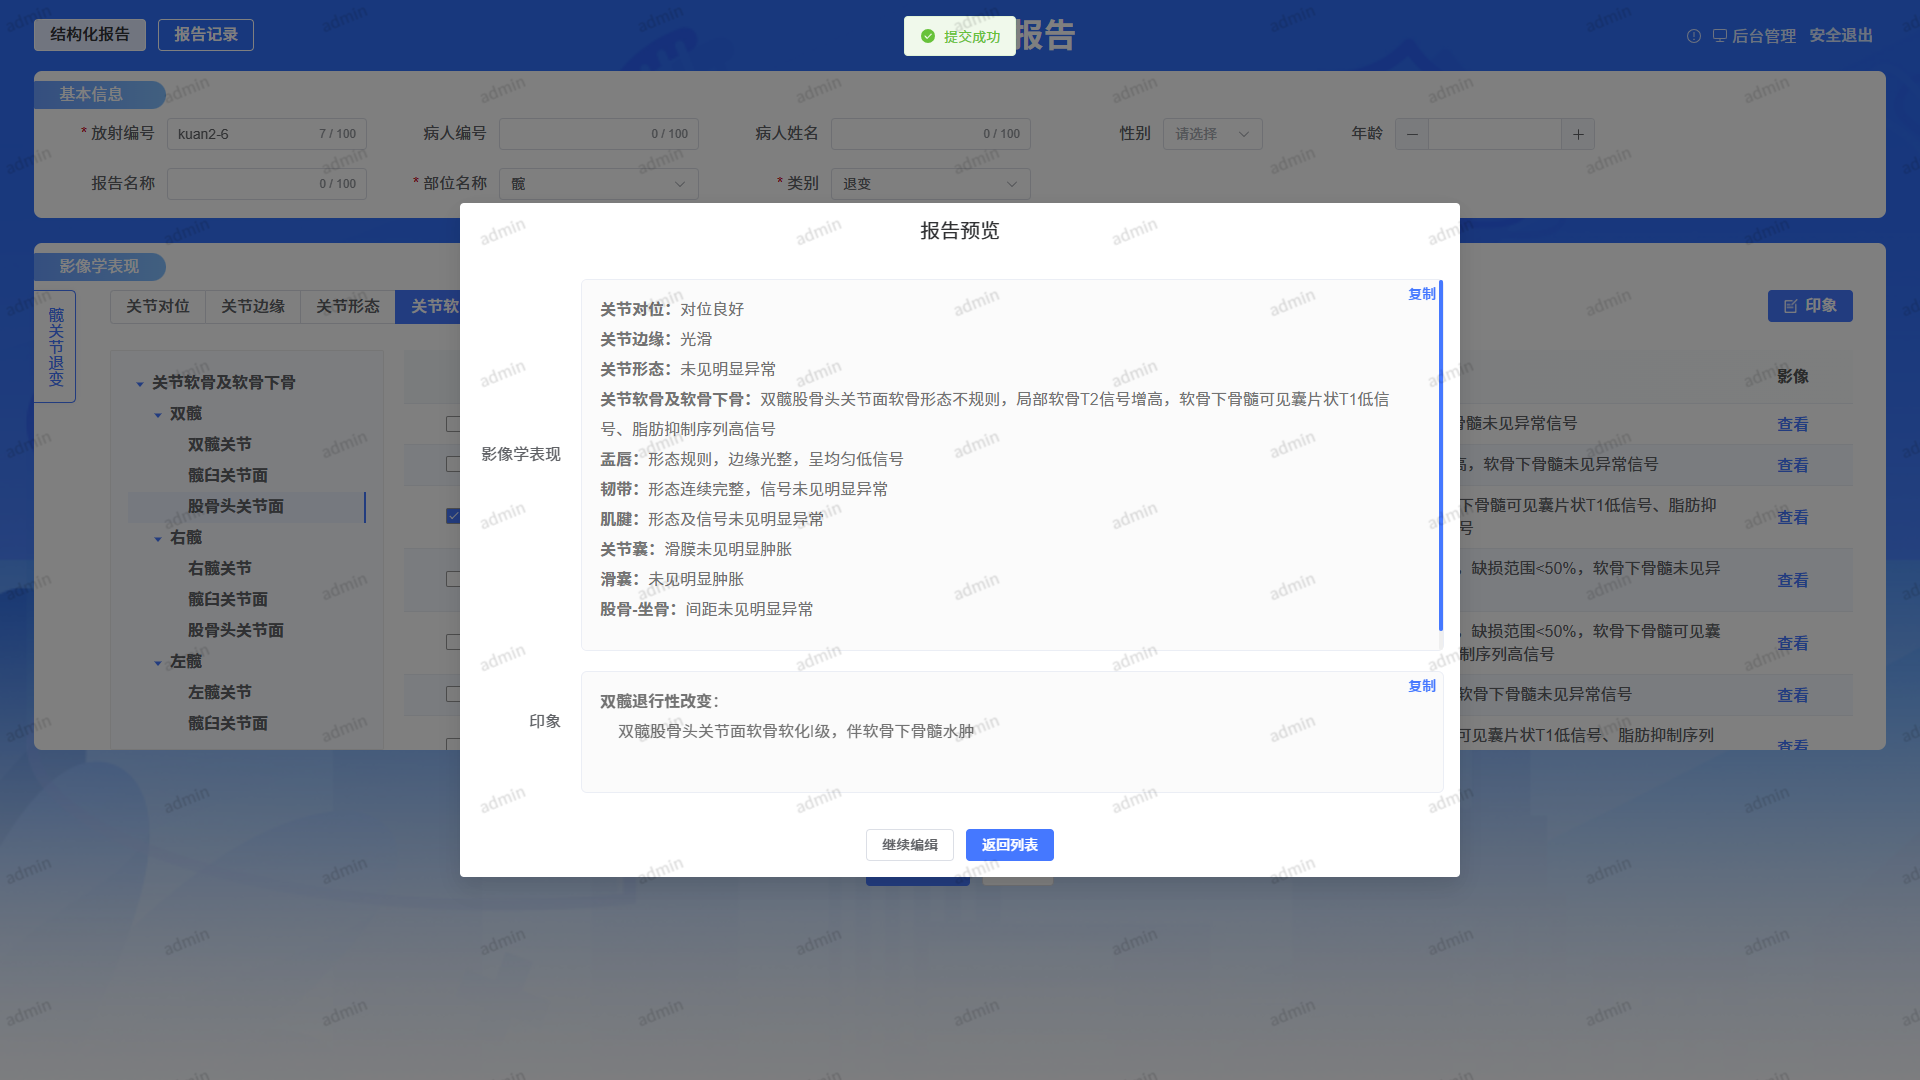 结构化报告
报告记录
提交成功
报告
后台管理
安全退出
基本信息
* 放射编号
kuan2-6
7 / 100
病人编号
0 / 100
病人姓名
0 / 100
性别
请选择
年龄
报告名称
0 / 100
* 部位名称
髋
* 类别
退变
影像学表现
髋关节退变
关节对位
关节边缘
关节形态
关节软
印象
关节软骨及软骨下骨
双髋
双髋关节
髋臼关节面
股骨头关节面
右髋
右髋关节
髋臼关节面
股骨头关节面
左髋
左髋关节
髋臼关节面
影像
骨髓未见异常信号
查看
高，软骨下骨髓未见异常信号
查看
下骨髓可见囊片状T1低信号、脂肪抑
号
查看
，缺损范围<50%，软骨下骨髓未见异
查看
，缺损范围<50%，软骨下骨髓可见囊
制序列高信号
查看
软骨下骨髓未见异常信号
查看
可见囊片状T1低信号、脂肪抑制序列
查看
报告预览
影像学表现
复制
关节对位：对位良好
关节边缘：光滑
关节形态：未见明显异常
关节软骨及软骨下骨：双髋股骨头关节面软骨形态不规则，局部软骨T2信号增高，软骨下骨髓可见囊片状T1低信
号、脂肪抑制序列高信号
盂唇：形态规则，边缘光整，呈均匀低信号
韧带：形态连续完整，信号未见明显异常
肌腱：形态及信号未见明显异常
关节囊：滑膜未见明显肿胀
滑囊：未见明显肿胀
股骨-坐骨：间距未见明显异常
印象
复制
双髋退行性改变：
双髋股骨头关节面软骨软化I级，伴软骨下骨髓水肿
继续编缉
返回列表
admin